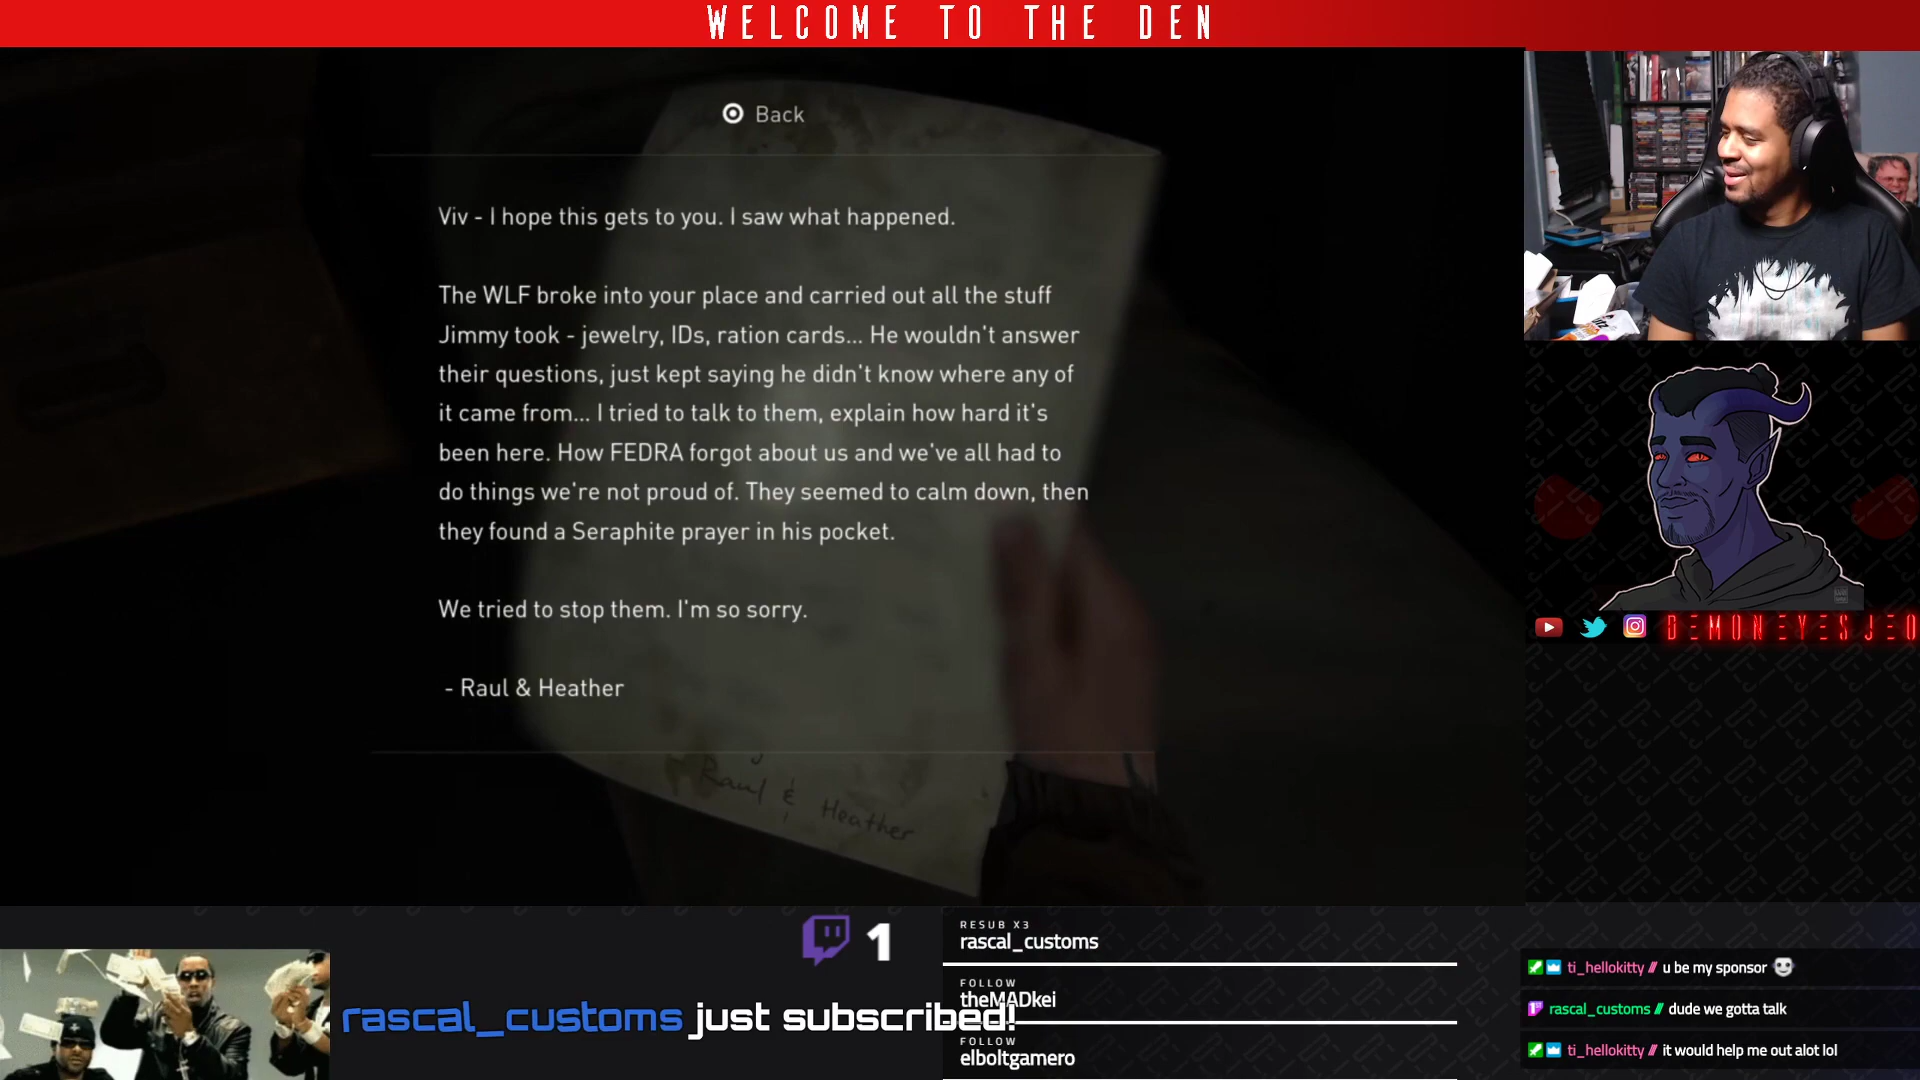 WELCOME TO THE DEN
Back
Viv - I hope this gets to you. I saw what happened.
The WLF broke into your place and carried out all the stuff
Jimmy took - jewelry, IDs, ration cards... He wouldn't answer
their questions, just kept saying he didn't know where any of
it came from... I tried to talk to them, explain how hard it's
been here. How FEDRA forgot about us and we've all had to
do things we're not proud of. They seemed to calm down, then
they found a Seraphite prayer in his pocket.
We tried to stop them. I'm so sorry.
- Raul & Heather
Raul & Heather
DEMONEYESJEO
1
RESUB X3
rascal_customs
FOLLOW
theMADkei
FOLLOW
elboltgamero
rascal_customs just subscribed!
ti_hellokitty // u be my sponsor
rascal_customs // dude we gotta talk
ti_hellokitty // it would help me out alot lol